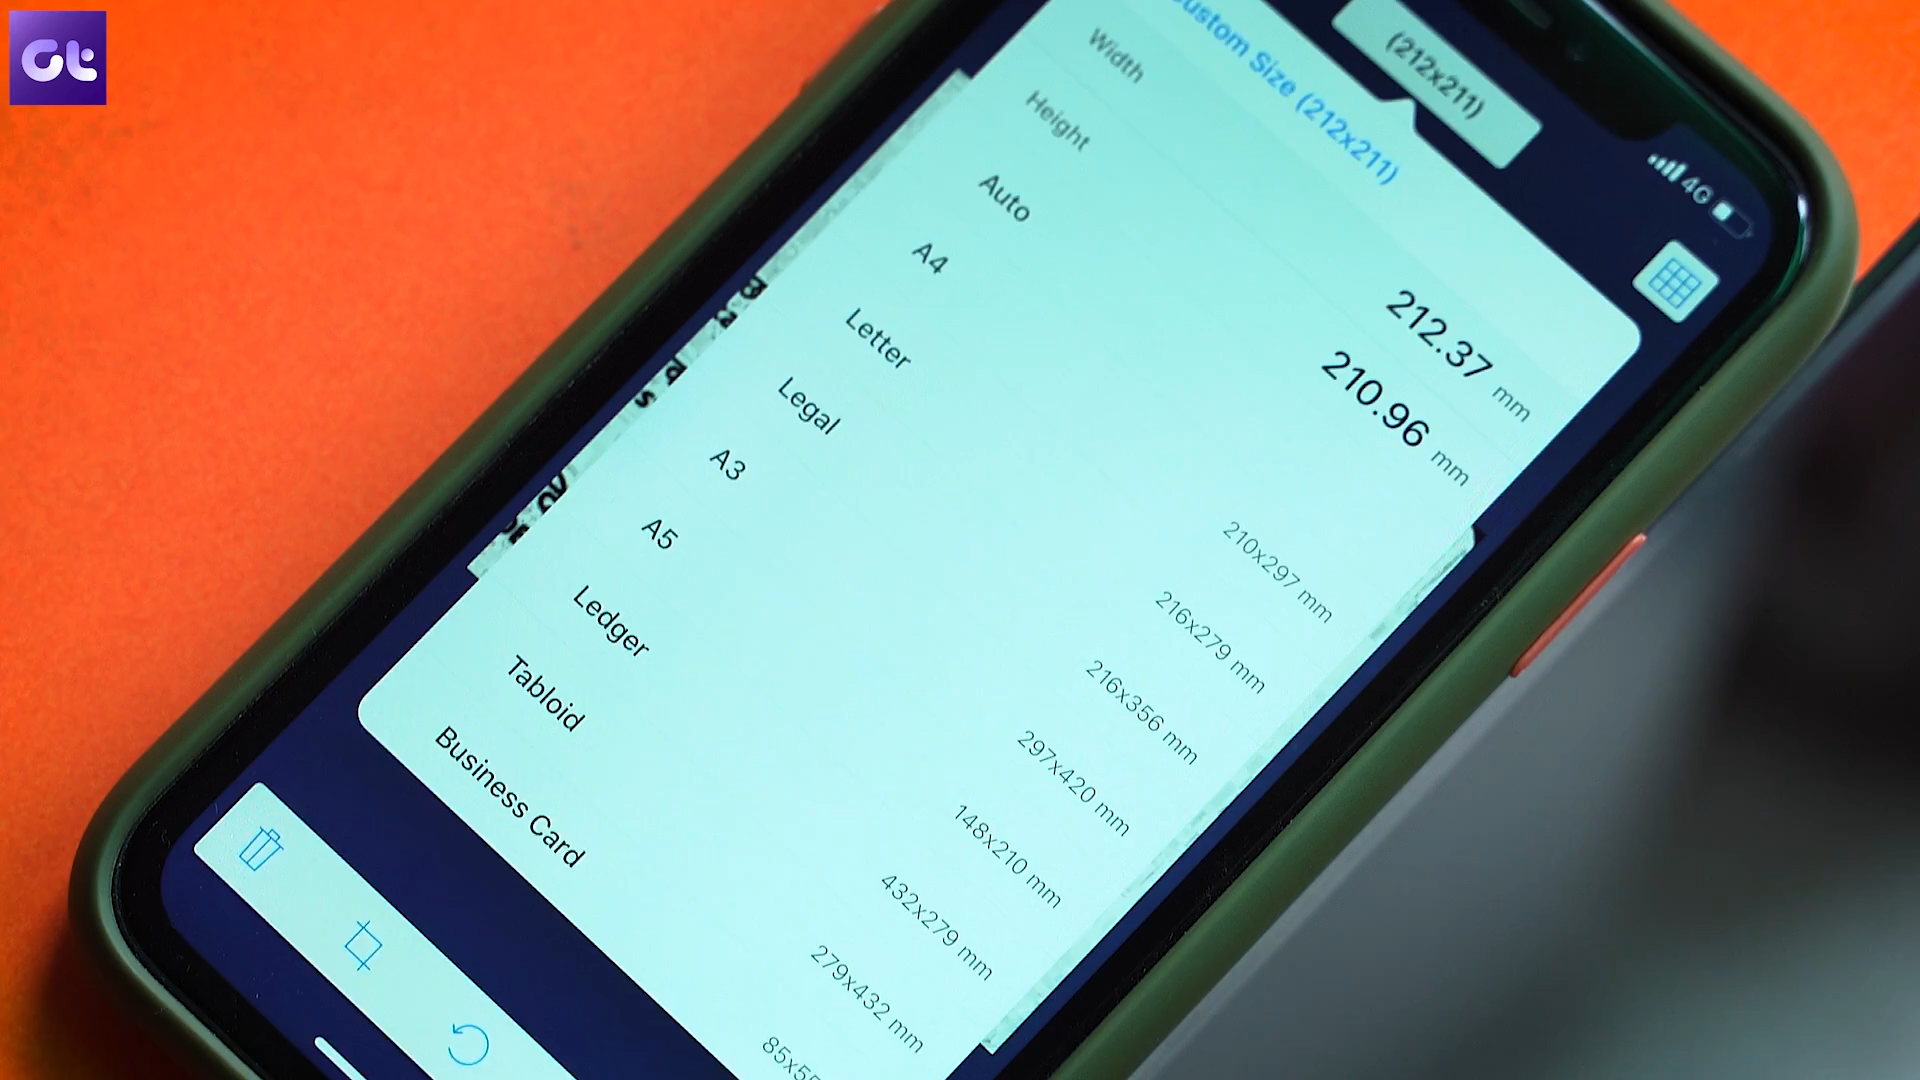 Gt
(212x211)
4G
Custom Size (212x211)
Width 212.37 mm
Height 210.96 mm
Auto
A4 210x297 mm
Letter 216x279 mm
Legal 216x356 mm
A3 297x420 mm
A5 148x210 mm
Ledger 432x279 mm
Tabloid 279x432 mm
Business Card